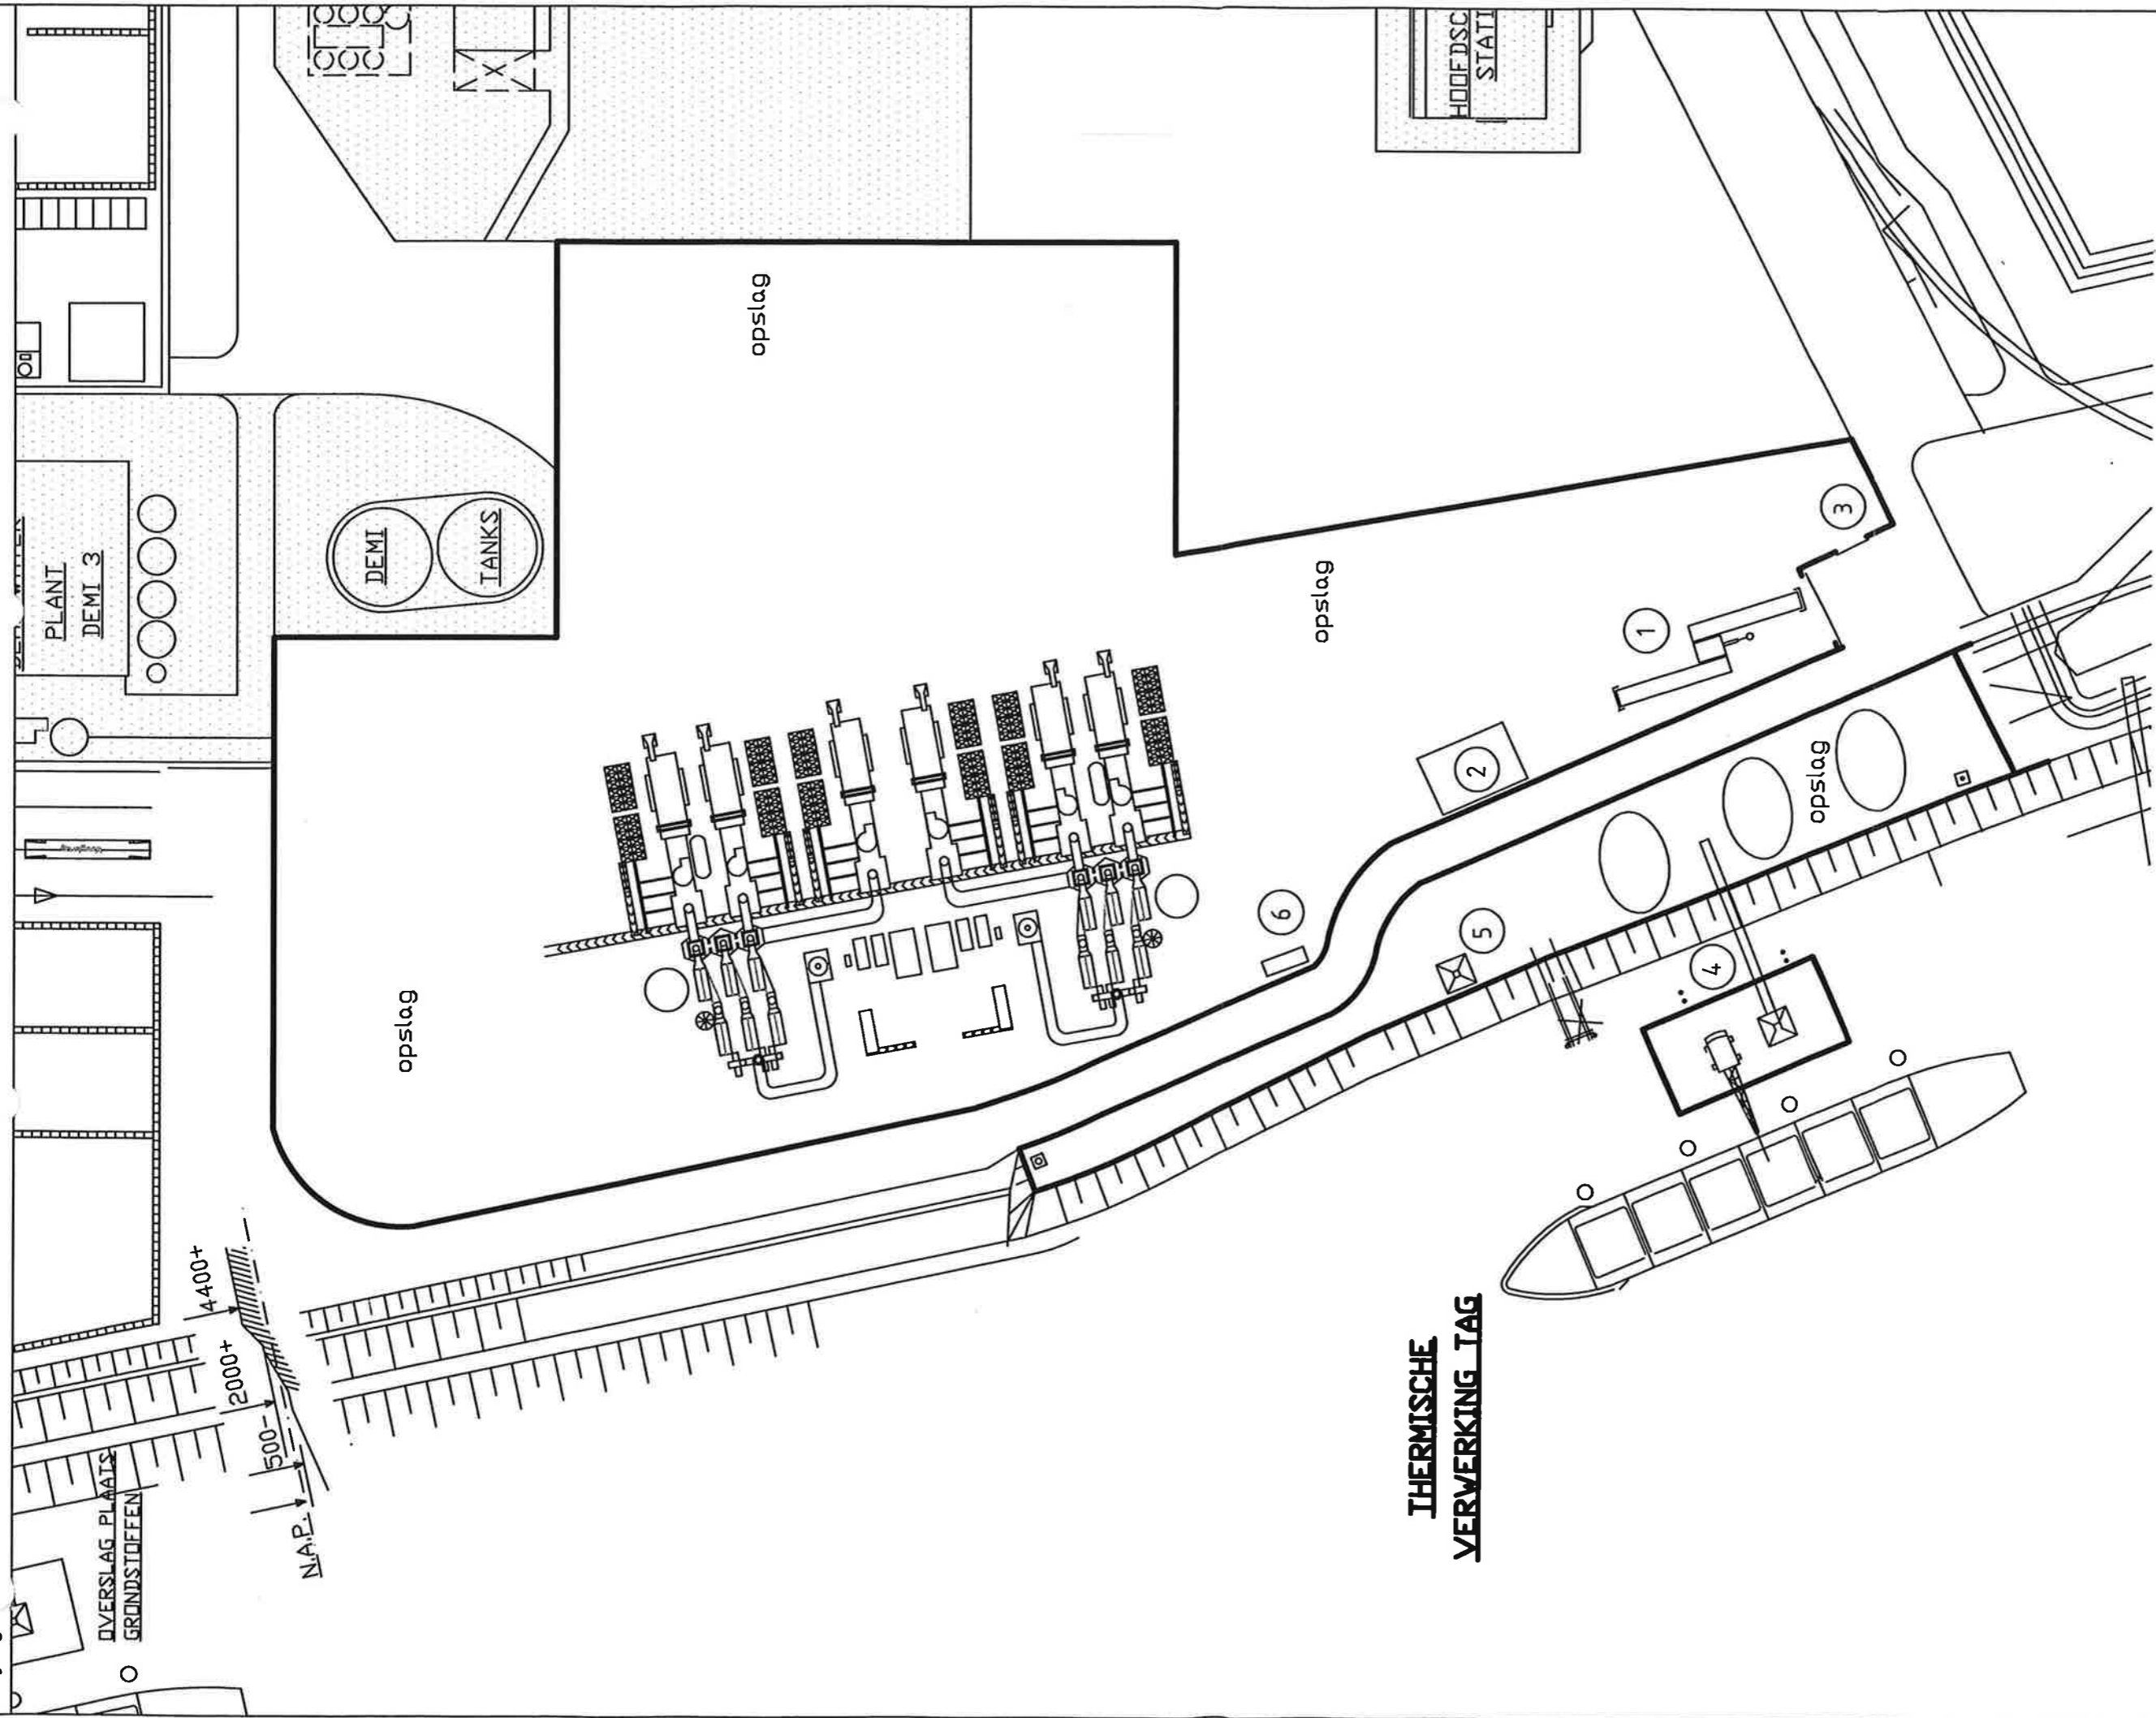 HOOFDSC
STATI
PLANT
DEMI 3
DEMI
TANKS
opslag
opslag
opslag
opslag
1
2
3
4
5
6
4400+
2000+
500-
N.A.P.
OVERSLAG PLAATS
GRONDSTOFFEN
THERMISCHE
VERWERKING TAG